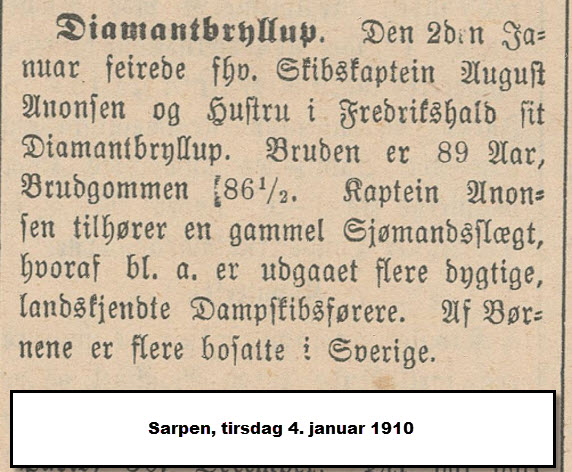 Diamantbryllup. Den 2den Ja-
nuar feirede fhv. Skibskaptein August
Anonsen og Hustru i Fredrikshald sit
Diamantbryllup. Bruden er 89 Aar,
Brudgommen 86½. Kaptein Anon-
sen tilhører en gammel Sjømandsslægt,
hvoraf bl. a. er udgaaet flere dygtige,
landskjendte Dampskibsførere. Af Bør-
nene er flere bosatte i Sverige.
Sarpen, tirsdag 4. januar 1910